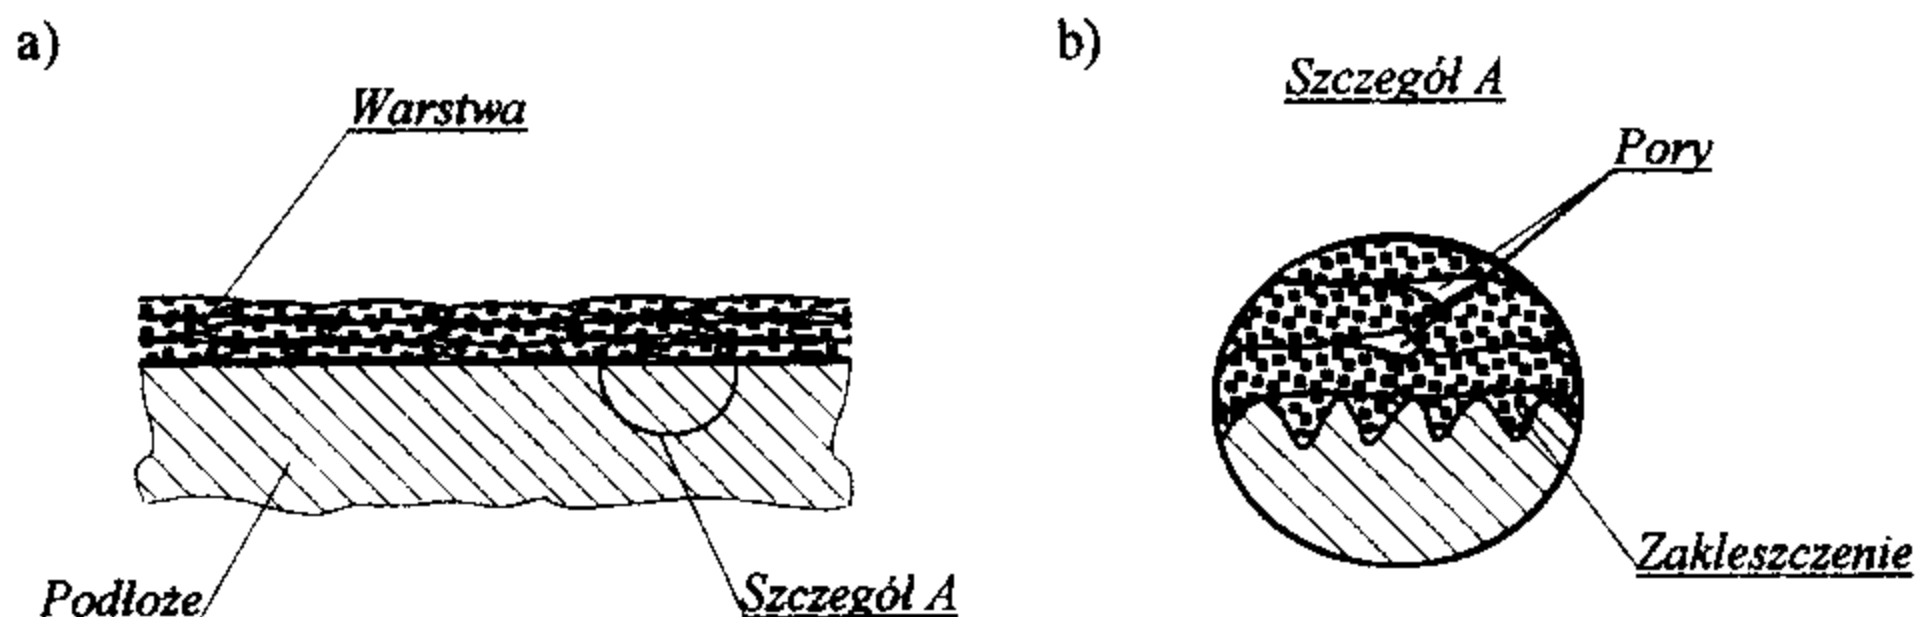 a)
Warstwa
Podłoże
Szczegół A
b)
Szczegół A
Pory
Zakleszczenie